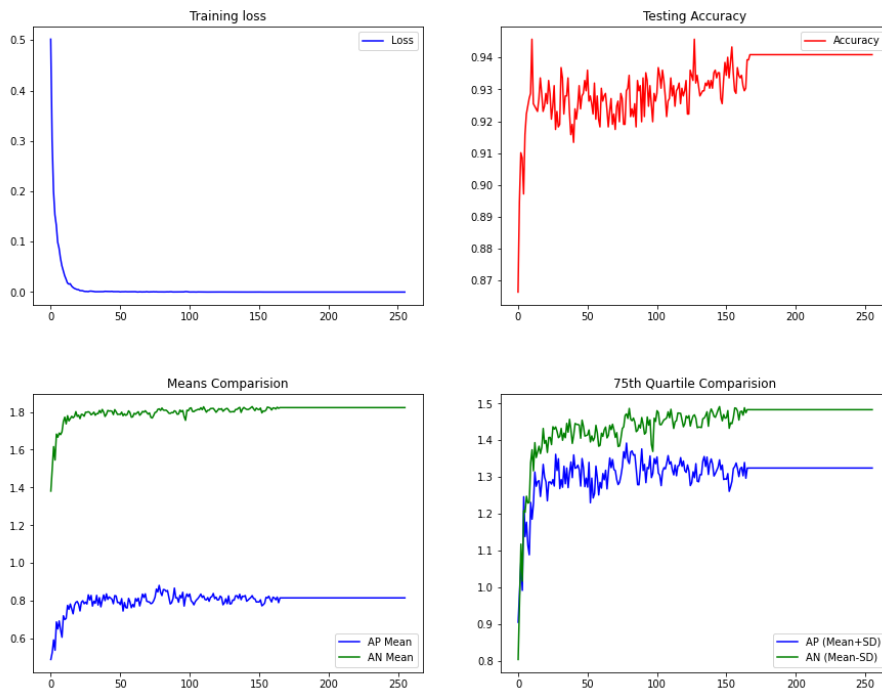 Training loss
Loss
0.5
0.4
0.3
0.2
0.1
0.0
0 50 100 150 200 250
Testing Accuracy
Accuracy
0.94
0.93
0.92
0.91
0.90
0.89
0.88
0.87
0 50 100 150 200 250
Means Comparision
1.8
1.6
1.4
1.2
1.0
0.8
0.6
AP Mean
AN Mean
0 50 100 150 200 250
75th Quartile Comparision
1.5
1.4
1.3
1.2
1.1
1.0
0.9
0.8
AP (Mean+SD)
AN (Mean-SD)
0 50 100 150 200 250